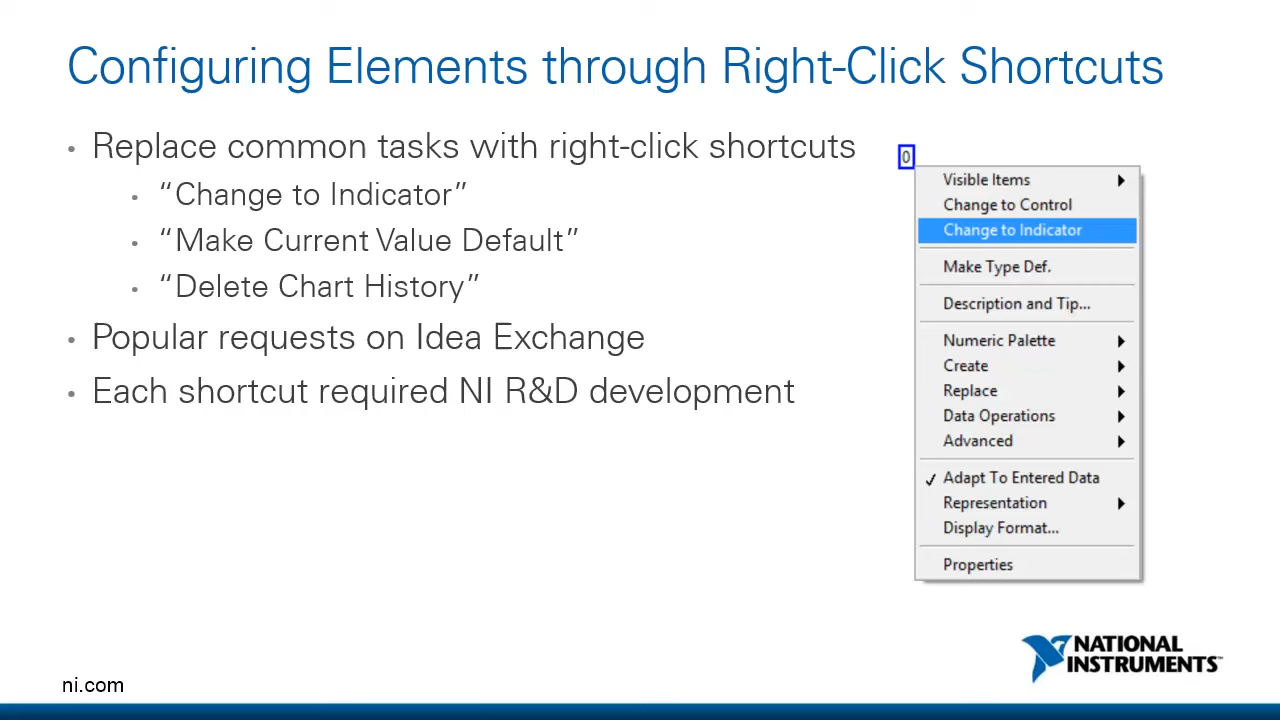 Configuring Elements through Right-Click Shortcuts
• Replace common tasks with right-click shortcuts
• “Change to Indicator”
• “Make Current Value Default”
• “Delete Chart History”
• Popular requests on Idea Exchange
• Each shortcut required NI R&D development
0
Visible Items
Change to Control
Change to Indicator
Make Type Def.
Description and Tip...
Numeric Palette
Create
Replace
Data Operations
Advanced
Adapt To Entered Data
Representation
Display Format...
Properties
NATIONAL
INSTRUMENTS™
ni.com